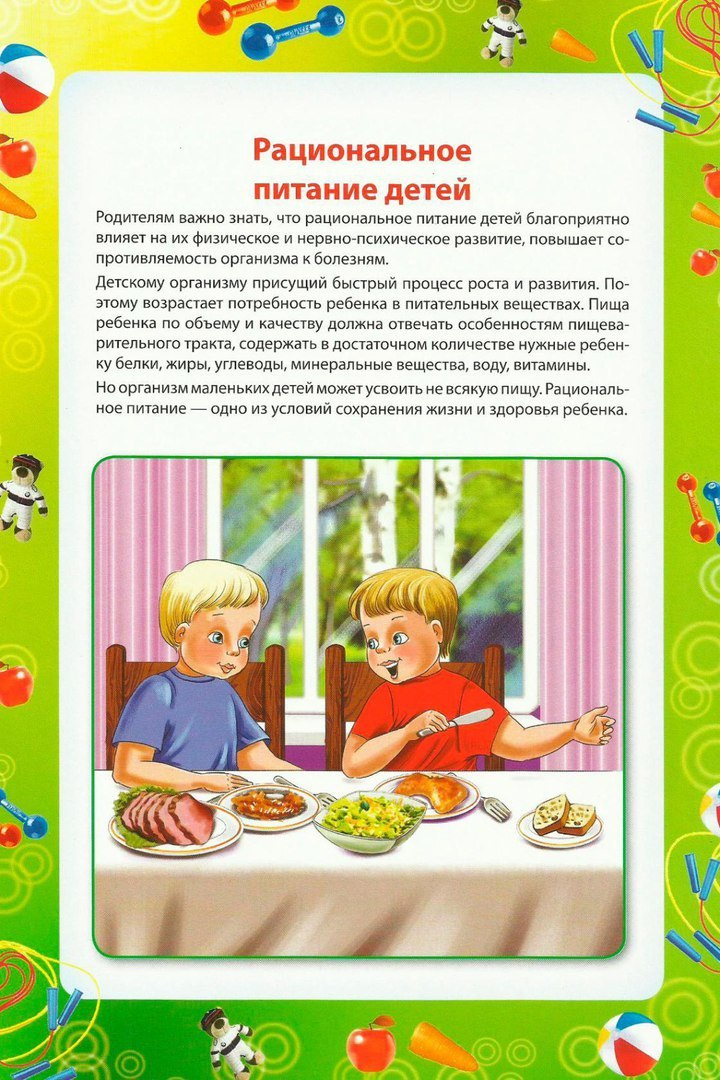 Рациональное
питание детей
Родителям важно знать, что рациональное питание детей благоприятно
влияет на их физическое и нервно-психическое развитие, повышает со-
противляемость организма к болезням.
Детскому организму присущий быстрый процесс роста и развития. По-
этому возрастает потребность ребенка в питательных веществах. Пища
ребенка по объему и качеству должна отвечать особенностям пищева-
рительного тракта, содержать в достаточном количестве нужные ребен-
ку белки, жиры, углеводы, минеральные вещества, воду, витамины.
Но организм маленьких детей может усвоить не всякую пищу. Рациональ-
ное питание — одно из условий сохранения жизни и здоровья ребенка.